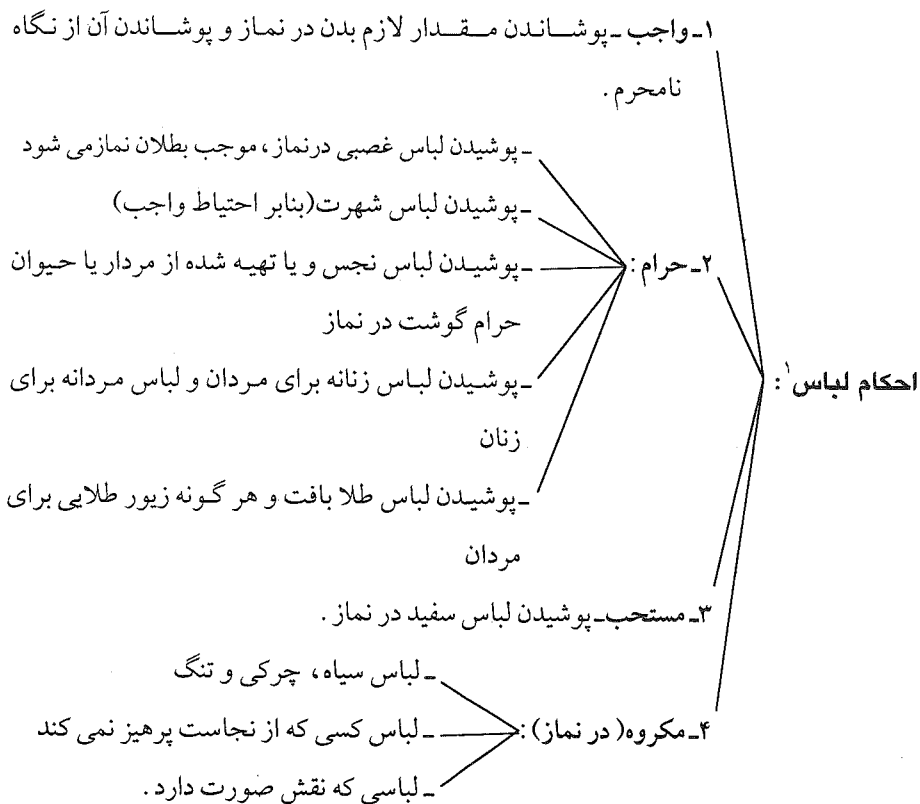 ۱ـ واجب ـ پوشاندن مقدار لازم بدن در نماز و پوشاندن آن از نگاه
نامحرم .
ـ پوشیدن لباس غصبی درنماز، موجب بطلان نمازمی شود
ـ پوشیدن لباس شهرت(بنابر احتیاط واجب)
۲ـ حرام :
ـ پوشیدن لباس نجس و یا تهیه شده از مردار یا حیوان
حرام گوشت در نماز
ـ پوشیدن لباس زنانه برای مردان و لباس مردانه برای
احکام لباس۱ :
زنان
ـ پوشیدن لباس طلا بافت و هر گونه زیور طلایی برای
مردان
۳ـ مستحب ـ پوشیدن لباس سفید در نماز .
ـ لباس سیاه، چرکی و تنگ
۴ـ مکروه( در نماز) :
ـ لباس کسی که از نجاست پرهیز نمی کند
ـ لباسی که نقش صورت دارد .